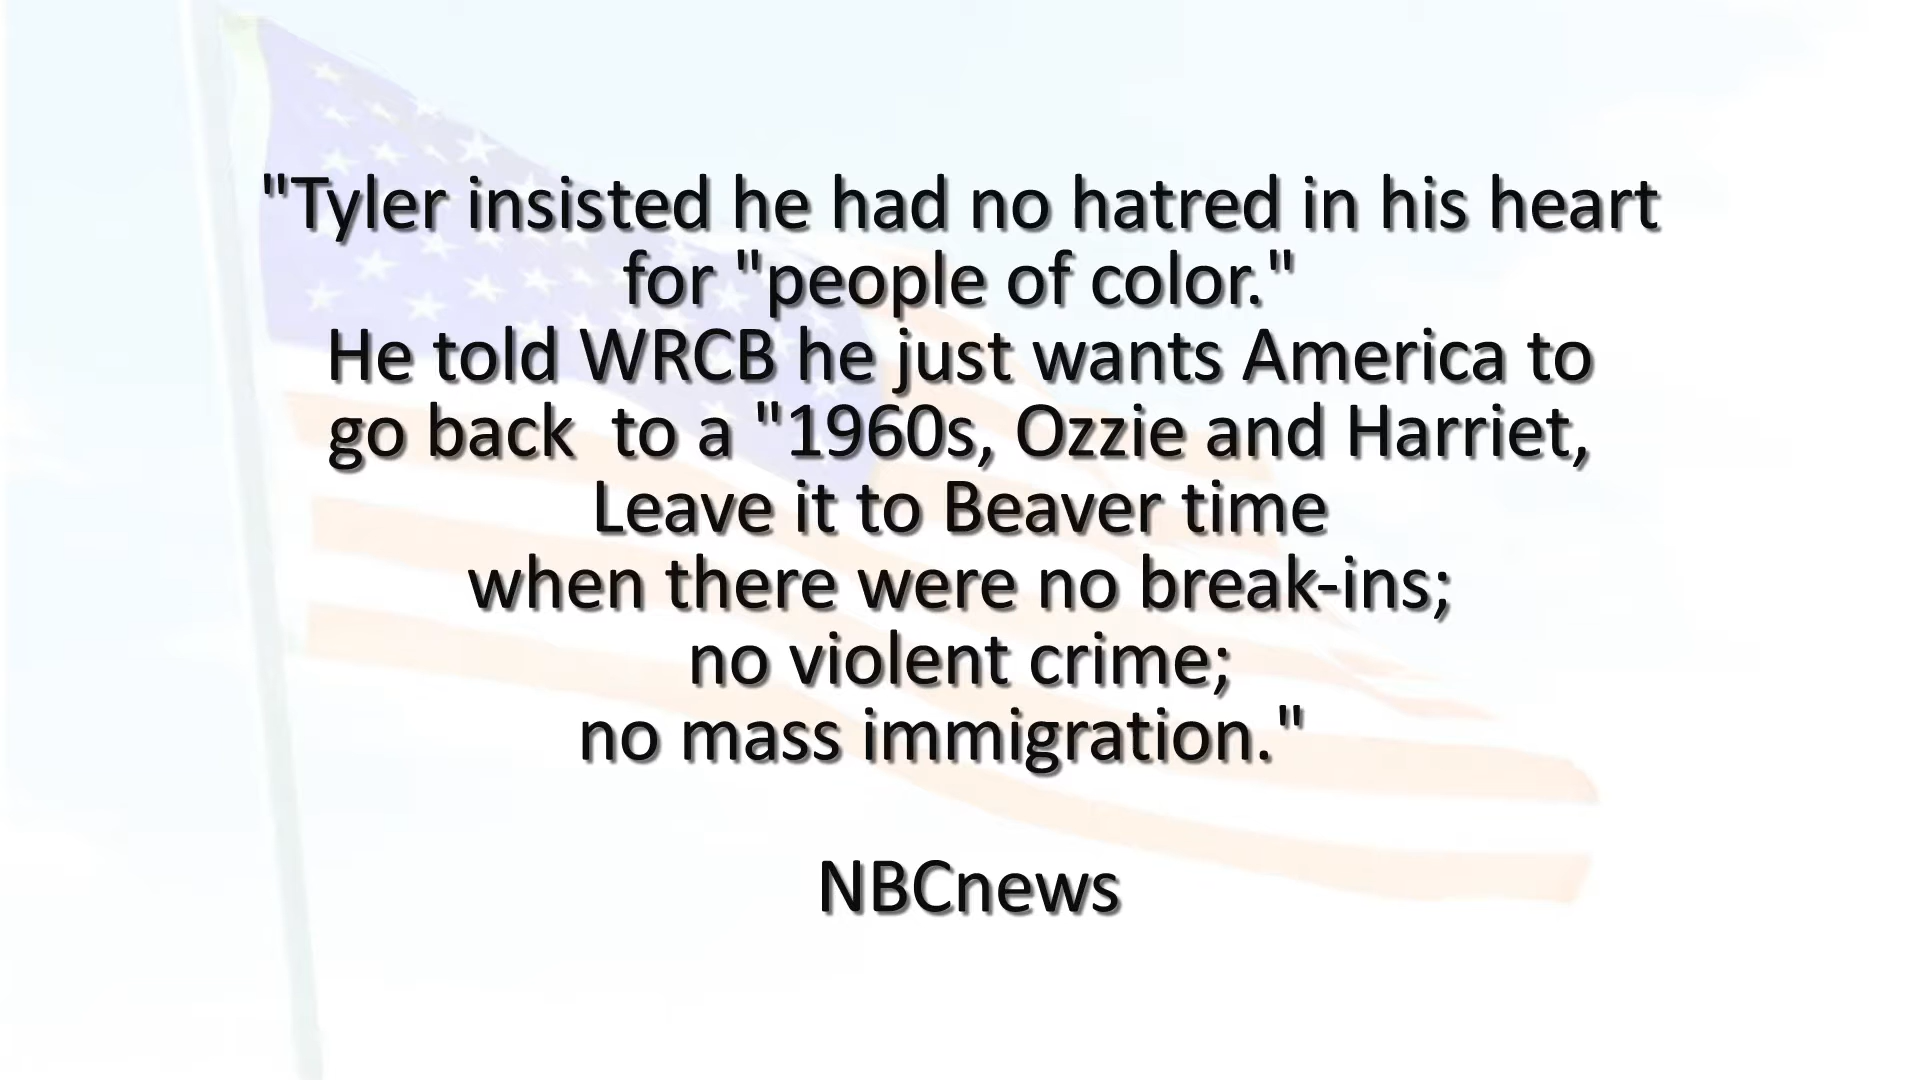 "Tyler insisted he had no hatred in his heart
for "people of color."
He told WRCB he just wants America to
go back  to a "1960s, Ozzie and Harriet,
Leave it to Beaver time
when there were no break-ins;
no violent crime;
no mass immigration."
NBCnews